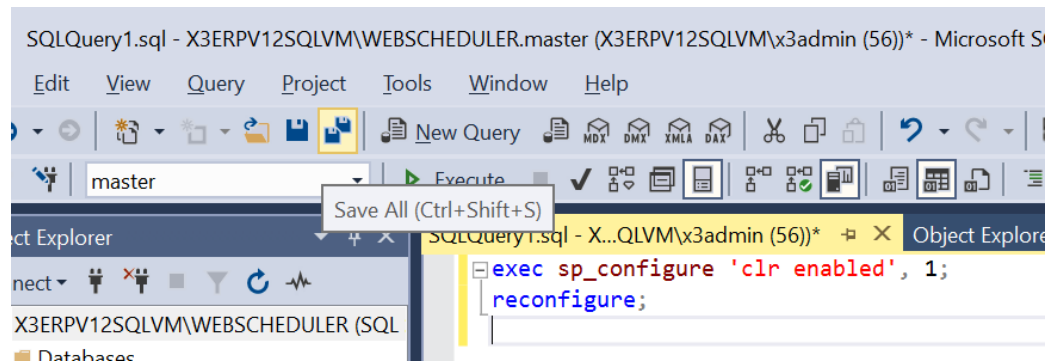 SQLQuery1.sql - X3ERPV12SQLVM\WEBSCHEDULER.master (X3ERPV12SQLVM\x3admin (56))* - Microsoft
Edit View Query Project Tools Window Help
New Query MDX DMX XMLA DAX
master Execute
Save All (Ctrl+Shift+S)
ect Explorer SQLQuery1.sql - X...QLVM\x3admin (56))* Object Explore
nect
exec sp_configure 'clr enabled', 1;
reconfigure;
X3ERPV12SQLVM\WEBSCHEDULER (SQL
Databases